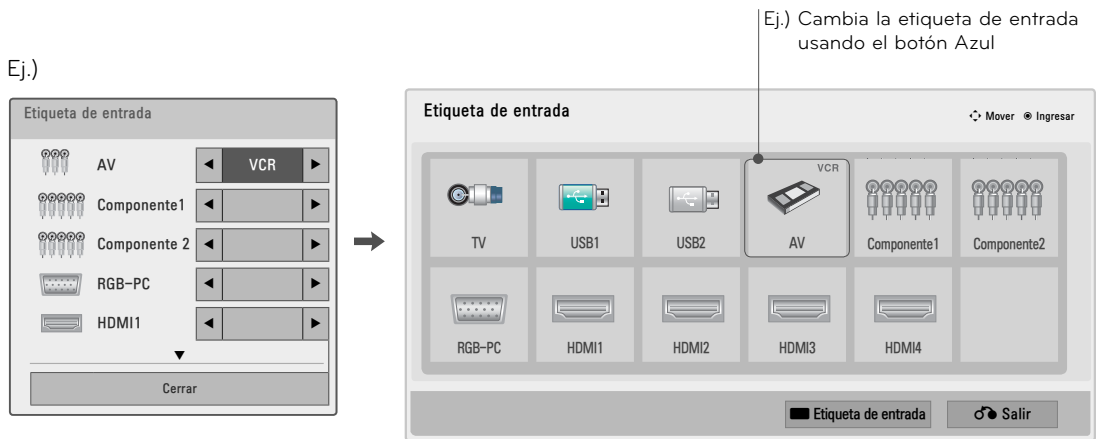 Ej.) Cambia la etiqueta de entrada
usando el botón Azul
Ej.)
Etiqueta de entrada
AV
VCR
Componente1
Componente 2
RGB-PC
HDMI1
Cerrar
Etiqueta de entrada
Mover
Ingresar
TV
USB1
USB2
VCR
AV
Componente1
Componente2
RGB-PC
HDMI1
HDMI2
HDMI3
HDMI4
Etiqueta de entrada
Salir